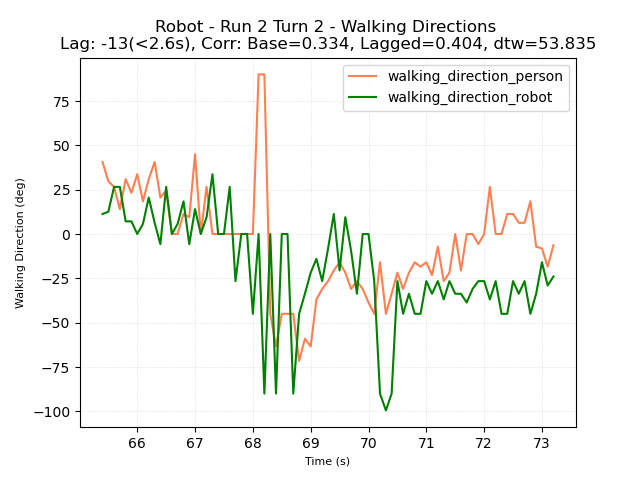 Robot - Run 2 Turn 2 - Walking Directions
Lag: -13(<2.6s), Corr: Base=0.334, Lagged=0.404, dtw=53.835
walking_direction_person
walking_direction_robot
Walking Direction (deg)
75
50
25
0
−25
−50
−75
−100
66 67 68 69 70 71 72 73
Time (s)